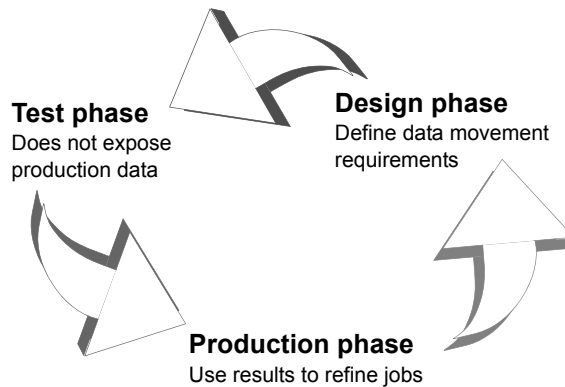 Test phase
Does not expose
production data
Design phase
Define data movement
requirements
Production phase
Use results to refine jobs